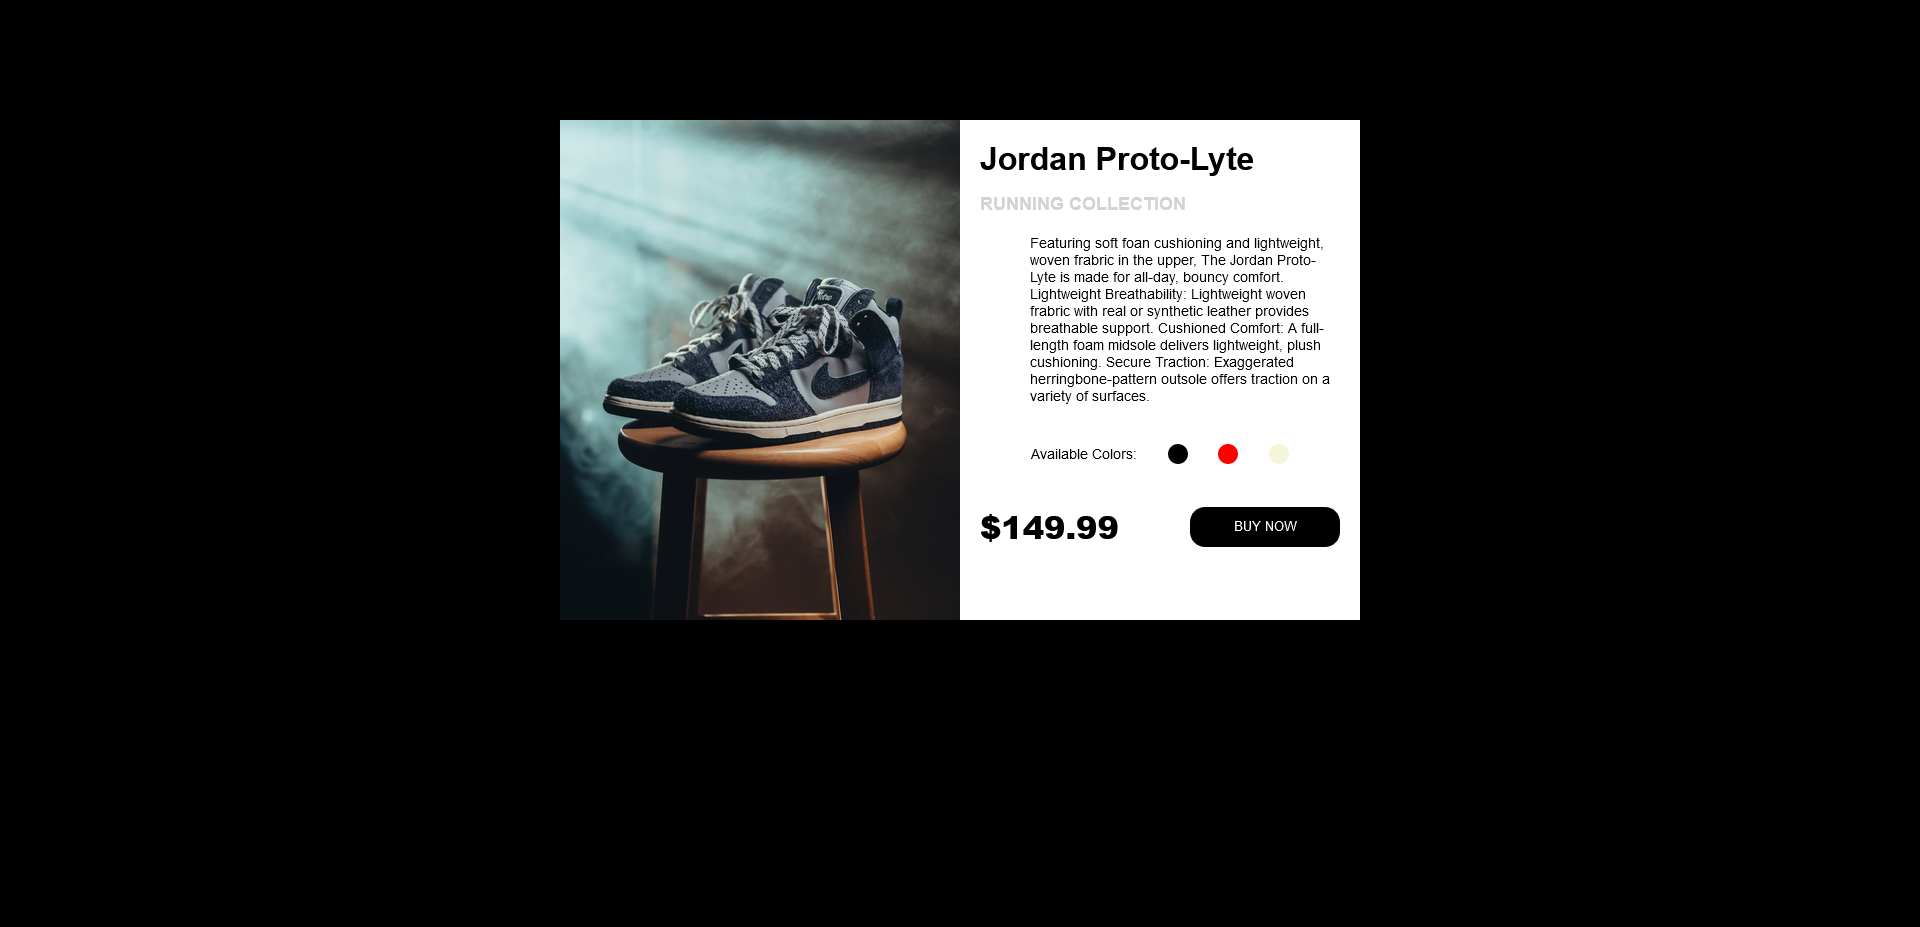 Jordan Proto-Lyte
RUNNING COLLECTION
Featuring soft foan cushioning and lightweight,
woven frabric in the upper, The Jordan Proto-
Lyte is made for all-day, bouncy comfort.
Lightweight Breathability: Lightweight woven
frabric with real or synthetic leather provides
breathable support. Cushioned Comfort: A full-
length foam midsole delivers lightweight, plush
cushioning. Secure Traction: Exaggerated
herringbone-pattern outsole offers traction on a
variety of surfaces.
Available Colors:
$149.99
BUY NOW